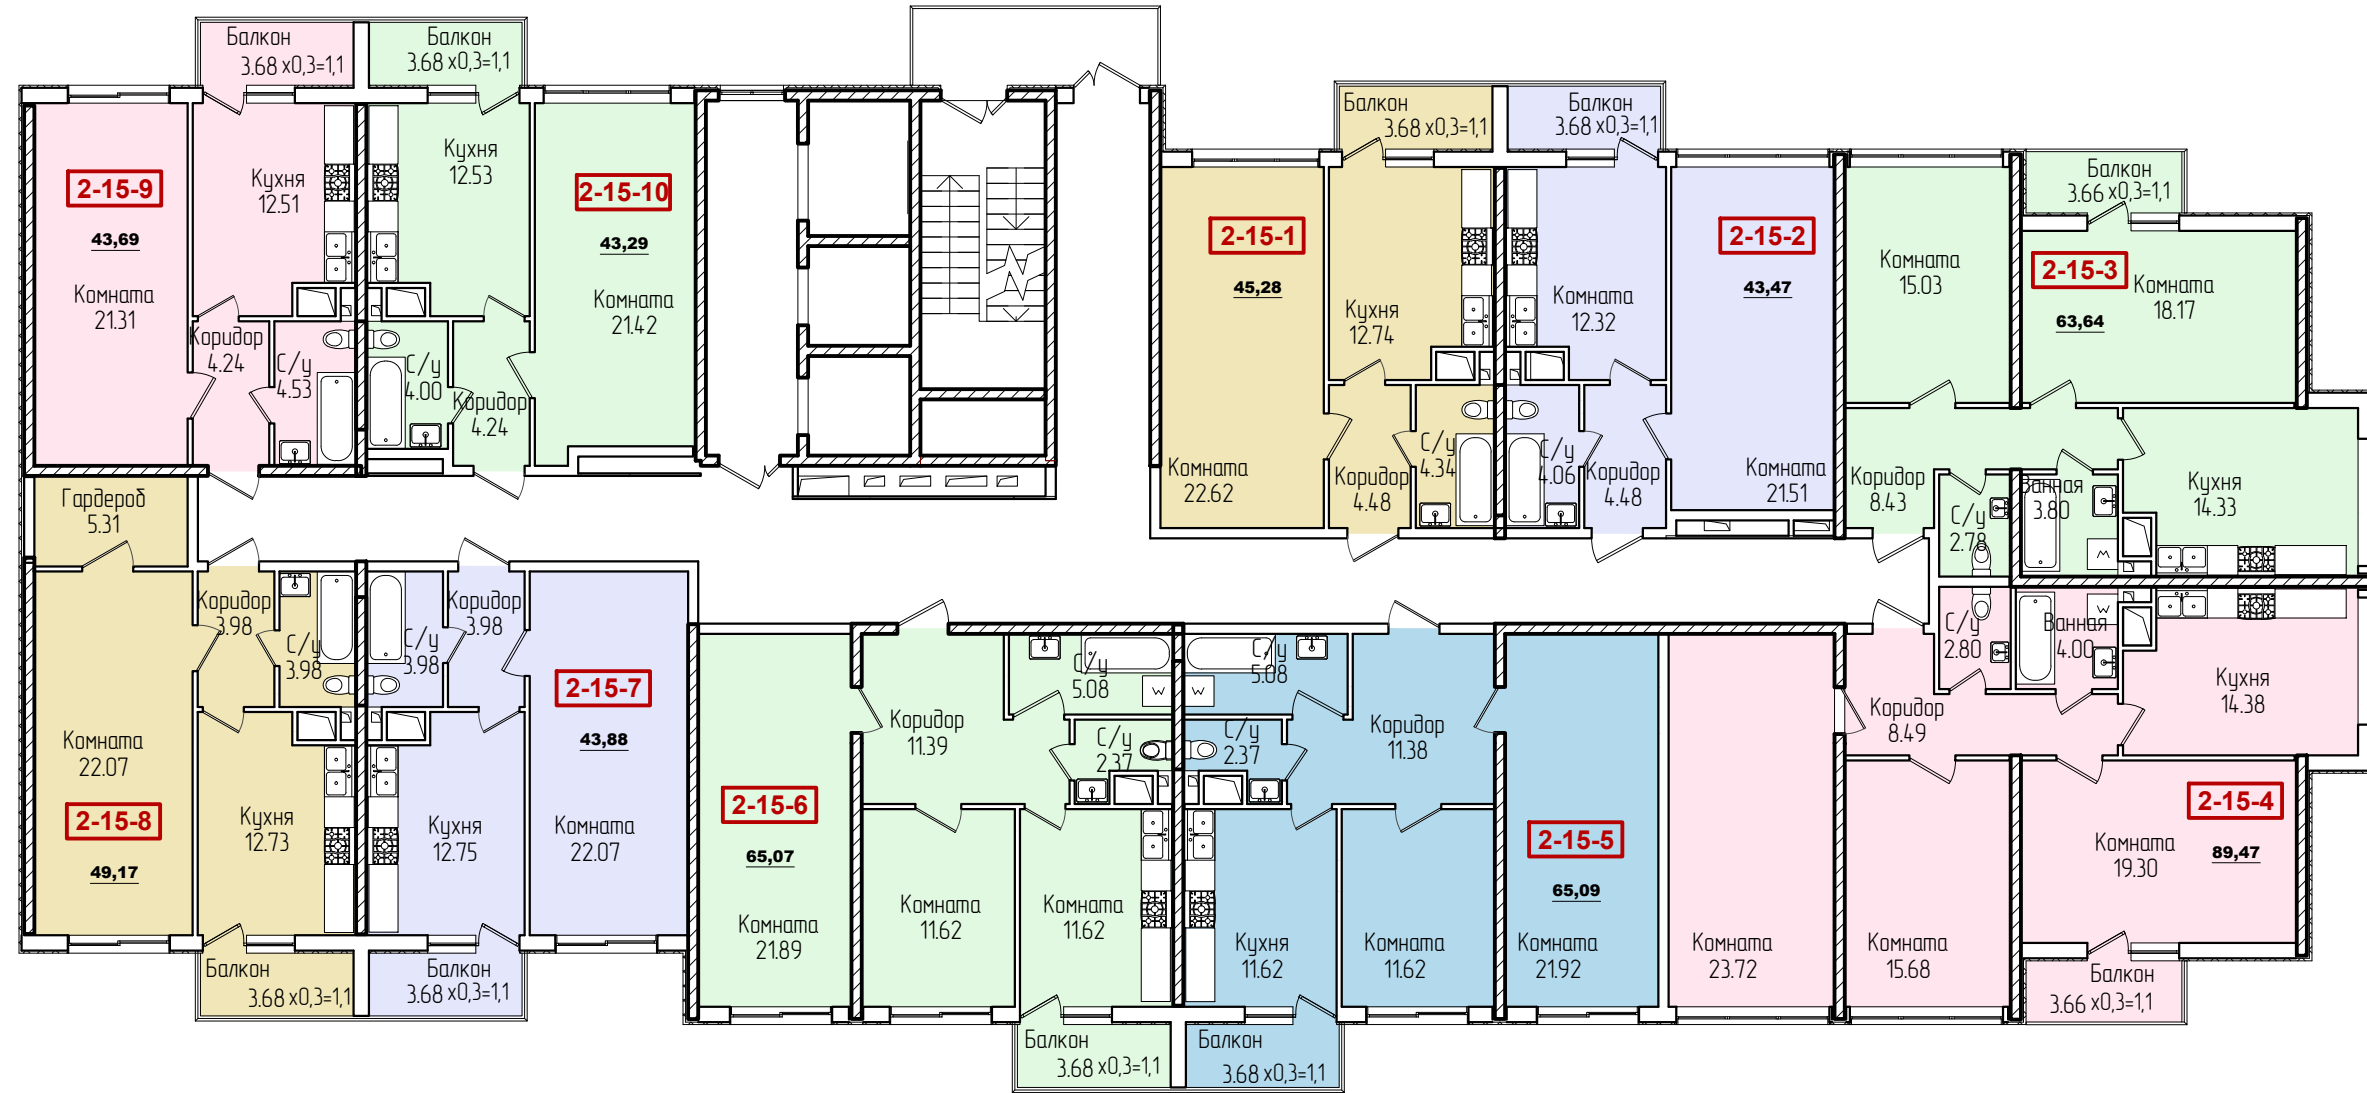 Балкон
3.68 x0,3=1,1
Балкон
3.68 x0,3=1,1
2-15-9
43,69
Комната
21.31
Кухня
12.51
Коридор
4.24
С/у
4.53
Кухня
12.53
2-15-10
43,29
Комната
21.42
С/у
4.00
Коридор
4.24
Балкон
3.68 x0,3=1,1
Балкон
3.68 x0,3=1,1
2-15-1
45,28
Кухня
12.74
Комната
22.62
Коридор
4.48
С/у
4.34
Комната
12.32
2-15-2
43,47
С/у
4.06
Коридор
4.48
Комната
21.51
Балкон
3.66 x0,3=1,1
Комната
15.03
2-15-3
Комната
18.17
63,64
Коридор
8.43
С/у
2.78
Ванная
3.80
Кухня
14.33
Гардероб
5.31
Коридор
3.98
С/у
3.98
Комната
22.07
2-15-8
49,17
Кухня
12.73
Балкон
3.68 x0,3=1,1
С/у
3.98
Коридор
3.98
2-15-7
43,88
Кухня
12.75
Комната
22.07
Балкон
3.68 x0,3=1,1
2-15-6
65,07
Комната
21.89
Коридор
11.39
С/у
5.08
С/у
2.37
Комната
11.62
Комната
11.62
Балкон
3.68 x0,3=1,1
С/у
5.08
С/у
2.37
Коридор
11.38
Кухня
11.62
Комната
11.62
2-15-5
65,09
Комната
21.92
Балкон
3.68 x0,3=1,1
С/у
2.80
Ванная
4.00
Кухня
14.38
Коридор
8.49
2-15-4
Комната
19.30
89,47
Комната
23.72
Комната
15.68
Балкон
3.66 x0,3=1,1
W
W
W